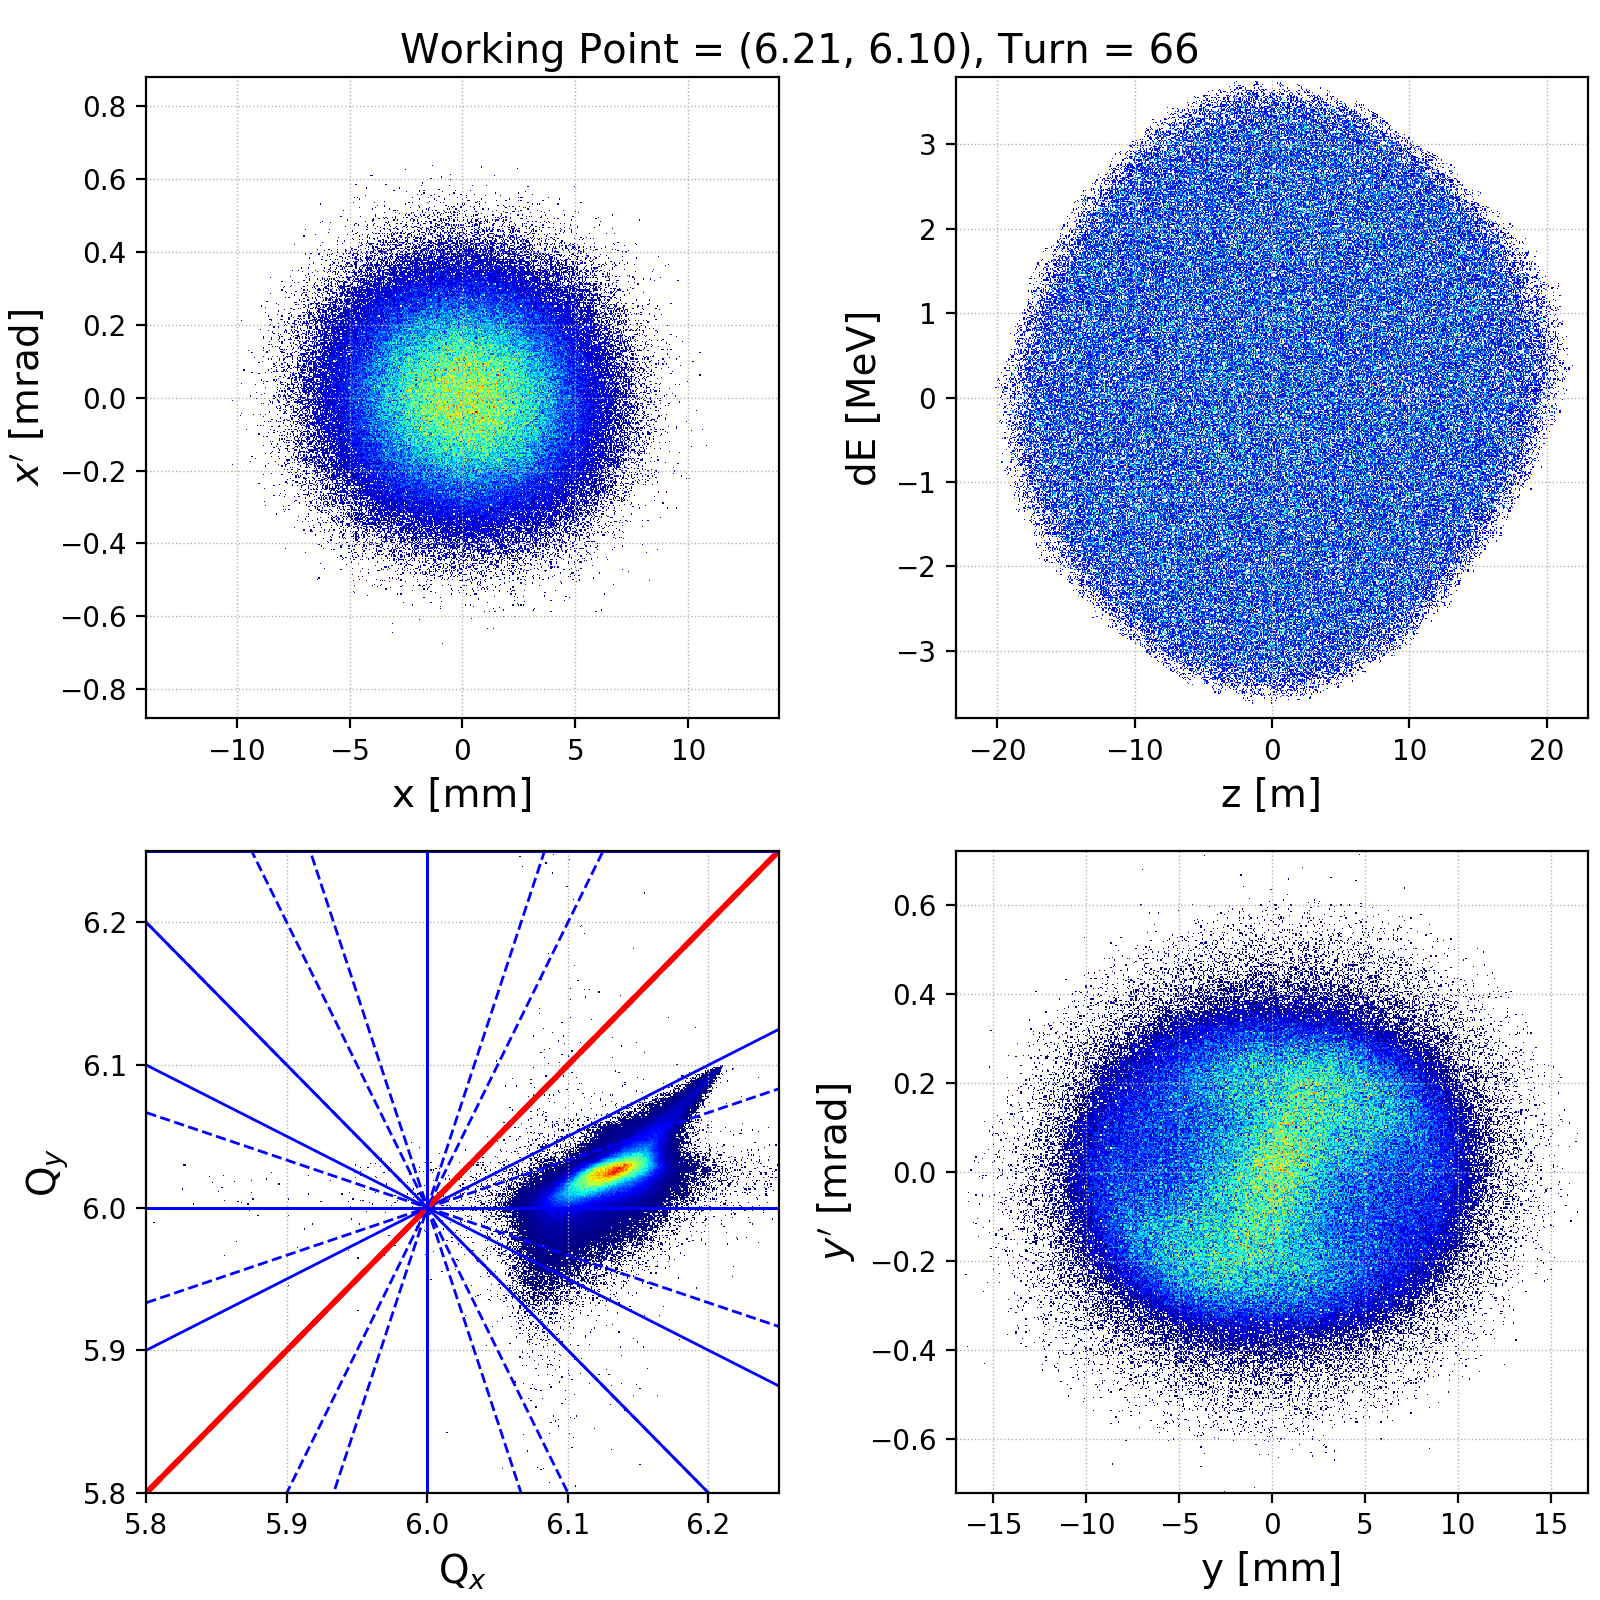 Working Point = (6.21, 6.10), Turn = 66
0.8
0.6
0.4
0.2
0.0
−0.2
−0.4
−0.6
−0.8
x′ [mrad]
−10 −5 0 5 10
x [mm]
3
2
1
0
−1
−2
−3
dE [MeV]
−20 −10 0 10 20
z [m]
6.2
6.1
6.0
5.9
5.8
Qy
5.8 5.9 6.0 6.1 6.2
Qx
0.6
0.4
0.2
0.0
−0.2
−0.4
−0.6
y′ [mrad]
−15 −10 −5 0 5 10 15
y [mm]